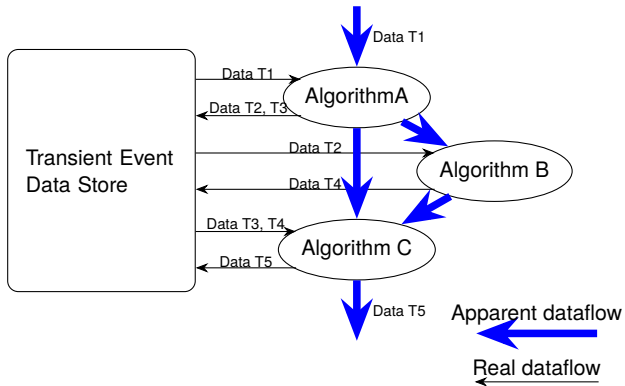 Data T1
Data T1
AlgorithmA
Data T2, T3
Data T2
Transient Event
Data Store
Algorithm B
Data T4
Data T3, T4
Algorithm C
Data T5
Data T5
Apparent dataflow
Real dataflow